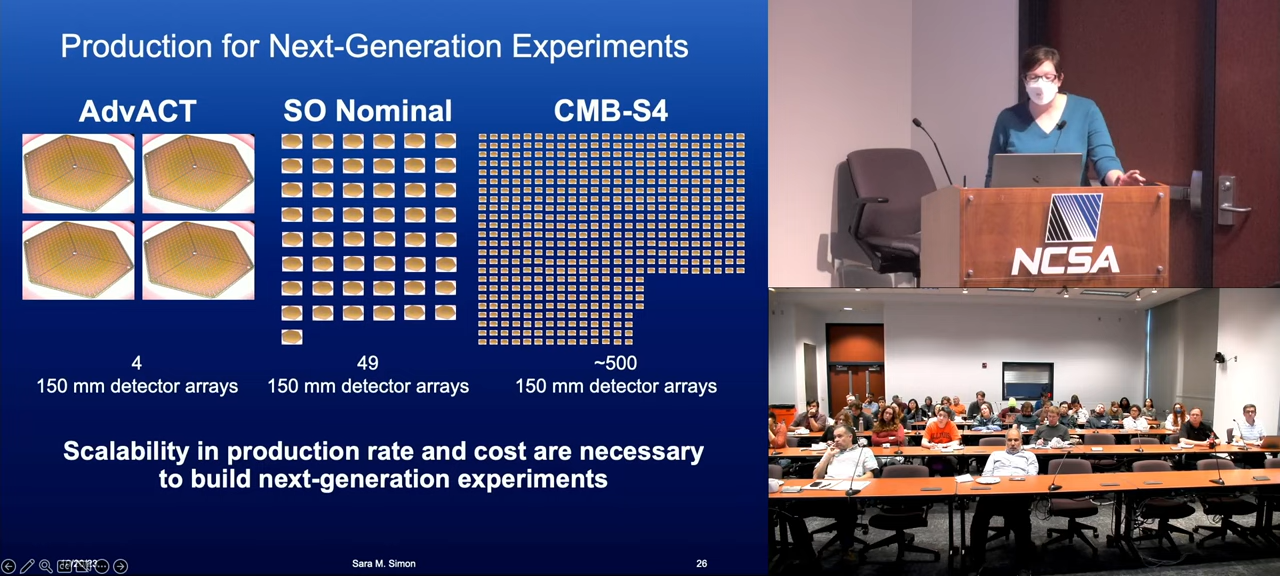 Production for Next-Generation Experiments
AdvACT
SO Nominal
CMB-S4
4
150 mm detector arrays
49
150 mm detector arrays
~500
150 mm detector arrays
Scalability in production rate and cost are necessary
to build next-generation experiments
Sara M. Simon
26
NCSA